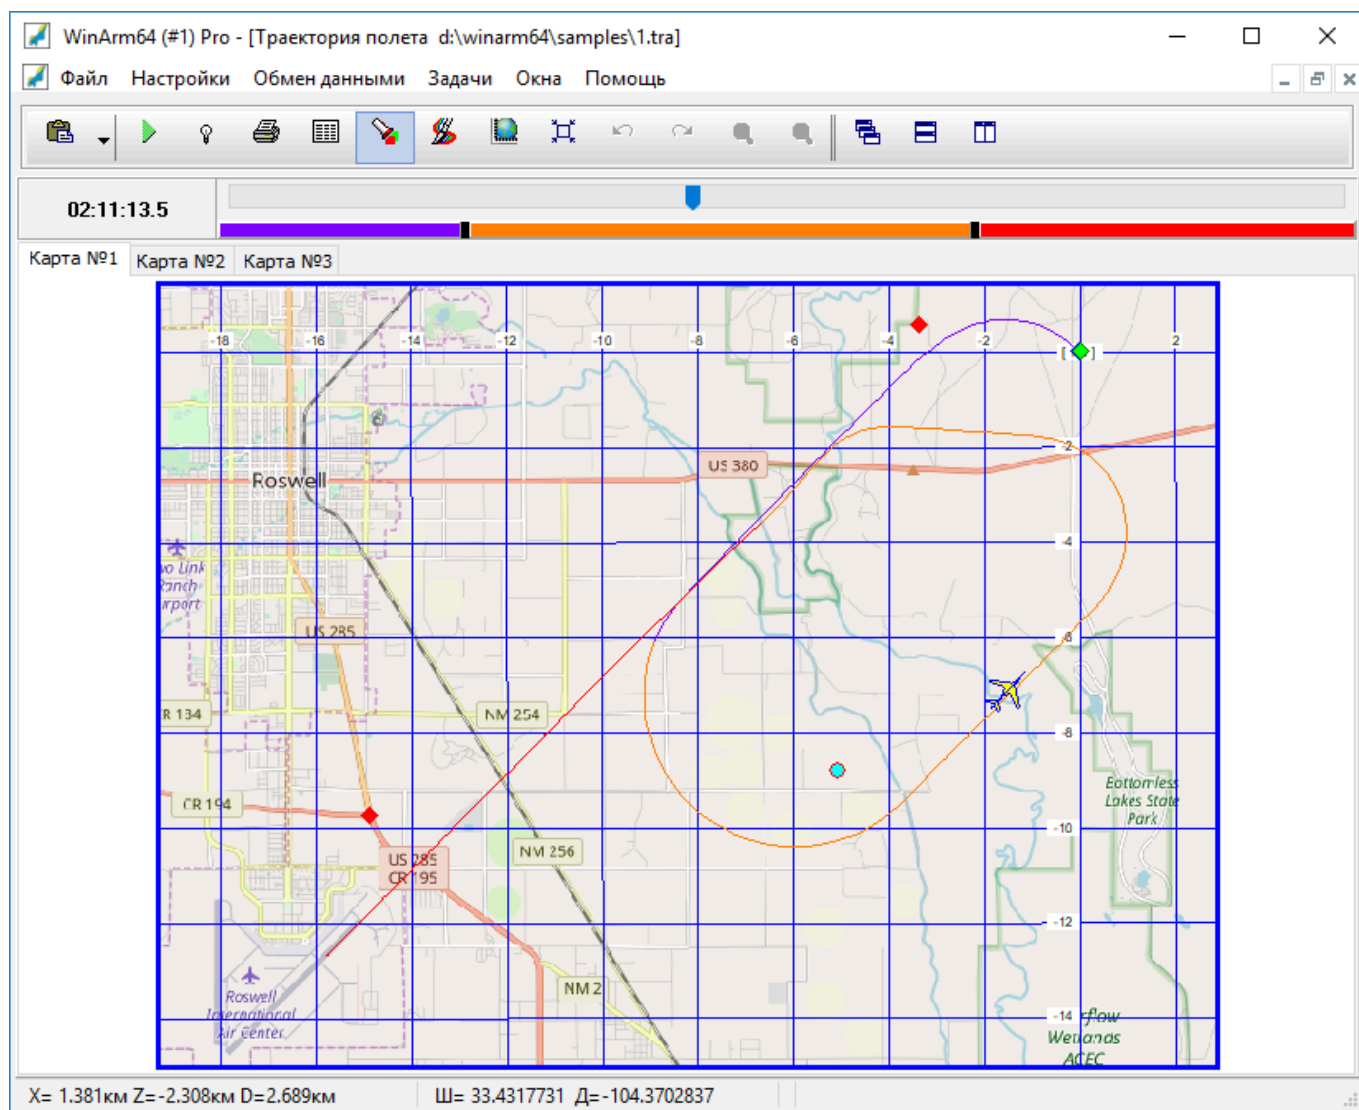 WinArm64 (#1) Pro - [Траектория полета d:\winarm64\samples\1.tra]
Файл Настройки Обмен данными Задачи Окна Помощь
02:11:13.5
Карта №1 Карта №2 Карта №3
-18 -16 -14 -12 -10 -8 -6 -4 -2 [ ] 2
-2
US 380
Roswell
-4
Ranch
US 285
-6
R 134
NM 254
-8
CR 194
Bottomless
Lakes State
Park
-10
NM 256
US 285
CR 195
-12
Roswell
International
Air Center
NM 2
-14
rflow
Wetlands
ACEC
X= 1.381км Z=-2.308км D=2.689км Ш= 33.4317731 Д=-104.3702837